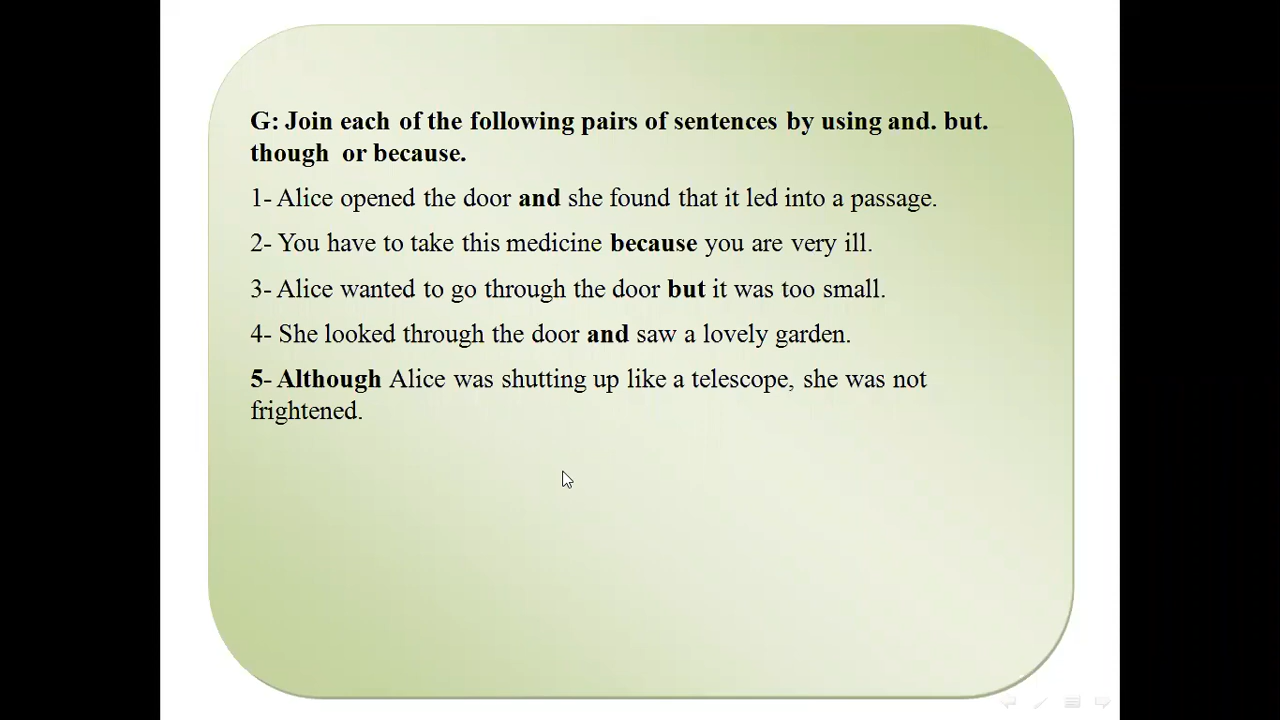 G: Join each of the following pairs of sentences by using and. but.
though or because.
1- Alice opened the door and she found that it led into a passage.
2- You have to take this medicine because you are very ill.
3- Alice wanted to go through the door but it was too small.
4- She looked through the door and saw a lovely garden.
5- Although Alice was shutting up like a telescope, she was not
frightened.